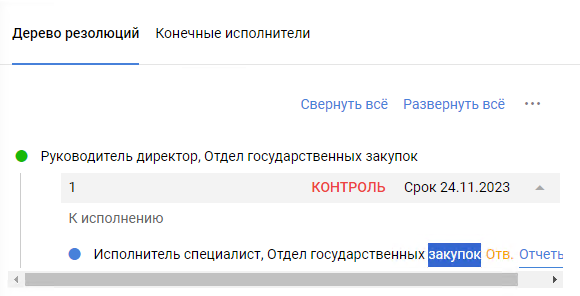 Дерево резолюций Конечные исполнители
Свернуть всё Развернуть всё ...
Руководитель директор, Отдел государственных закупок
1 КОНТРОЛЬ Срок 24.11.2023
К исполнению
Исполнитель специалист, Отдел государственных закупок Отв. Отчеть